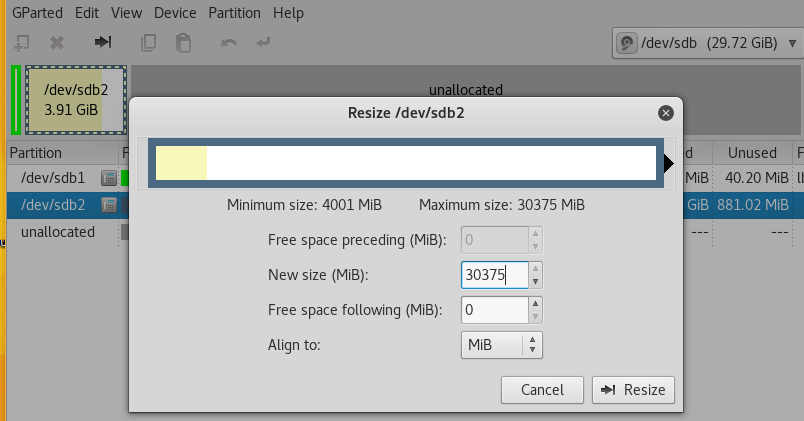 GParted Edit View Device Partition Help
/dev/sdb (29.72 GiB)
/dev/sdb2
3.91 GiB
unallocated
Resize /dev/sdb2
Partition
Unused
/dev/sdb1 MiB 40.20 MiB
/dev/sdb2 GiB 881.02 MiB
unallocated --- ---
Minimum size: 4001 MiB Maximum size: 30375 MiB
Free space preceding (MiB): 0
New size (MiB): 30375
Free space following (MiB): 0
Align to: MiB
Cancel Resize